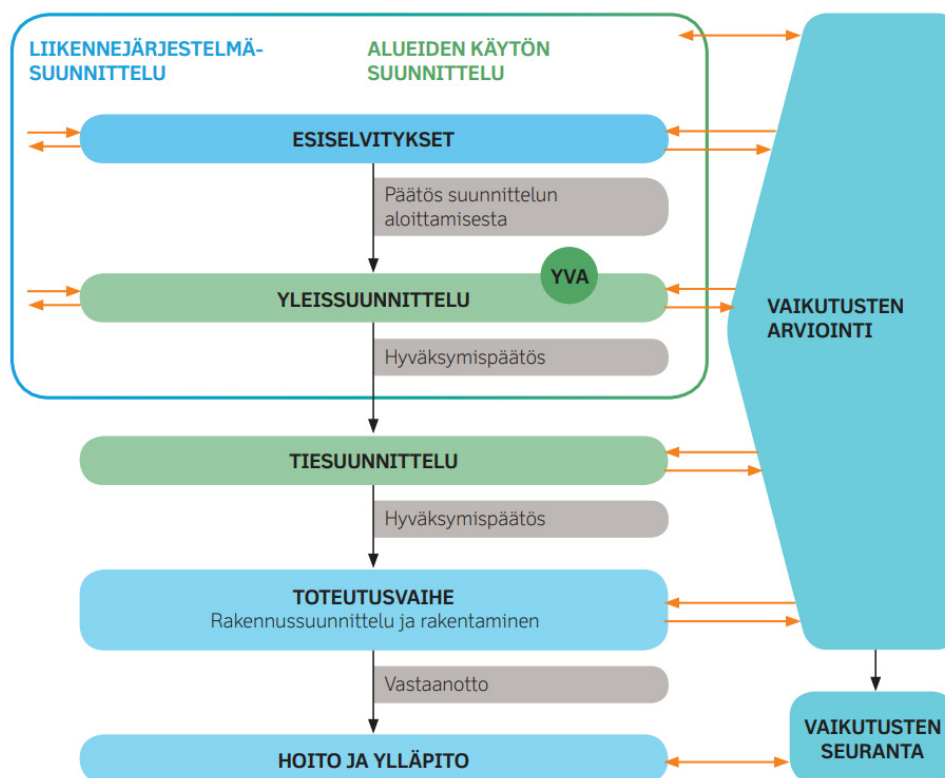 LIIKENNEJÄRJESTELMÄ-
SUUNNITTELU
ALUEIDEN KÄYTÖN
SUUNNITTELU
ESISELVITYKSET
Päätös suunnittelun
aloittamisesta
YVA
YLEISSUUNNITTELU
Hyväksymispäätös
VAIKUTUSTEN
ARVIOINTI
TIESUUNNITTELU
Hyväksymispäätös
TOTEUTUSVAIHE
Rakennussuunnittelu ja rakentaminen
Vastaanotto
HOITO JA YLLÄPITO
VAIKUTUSTEN
SEURANTA